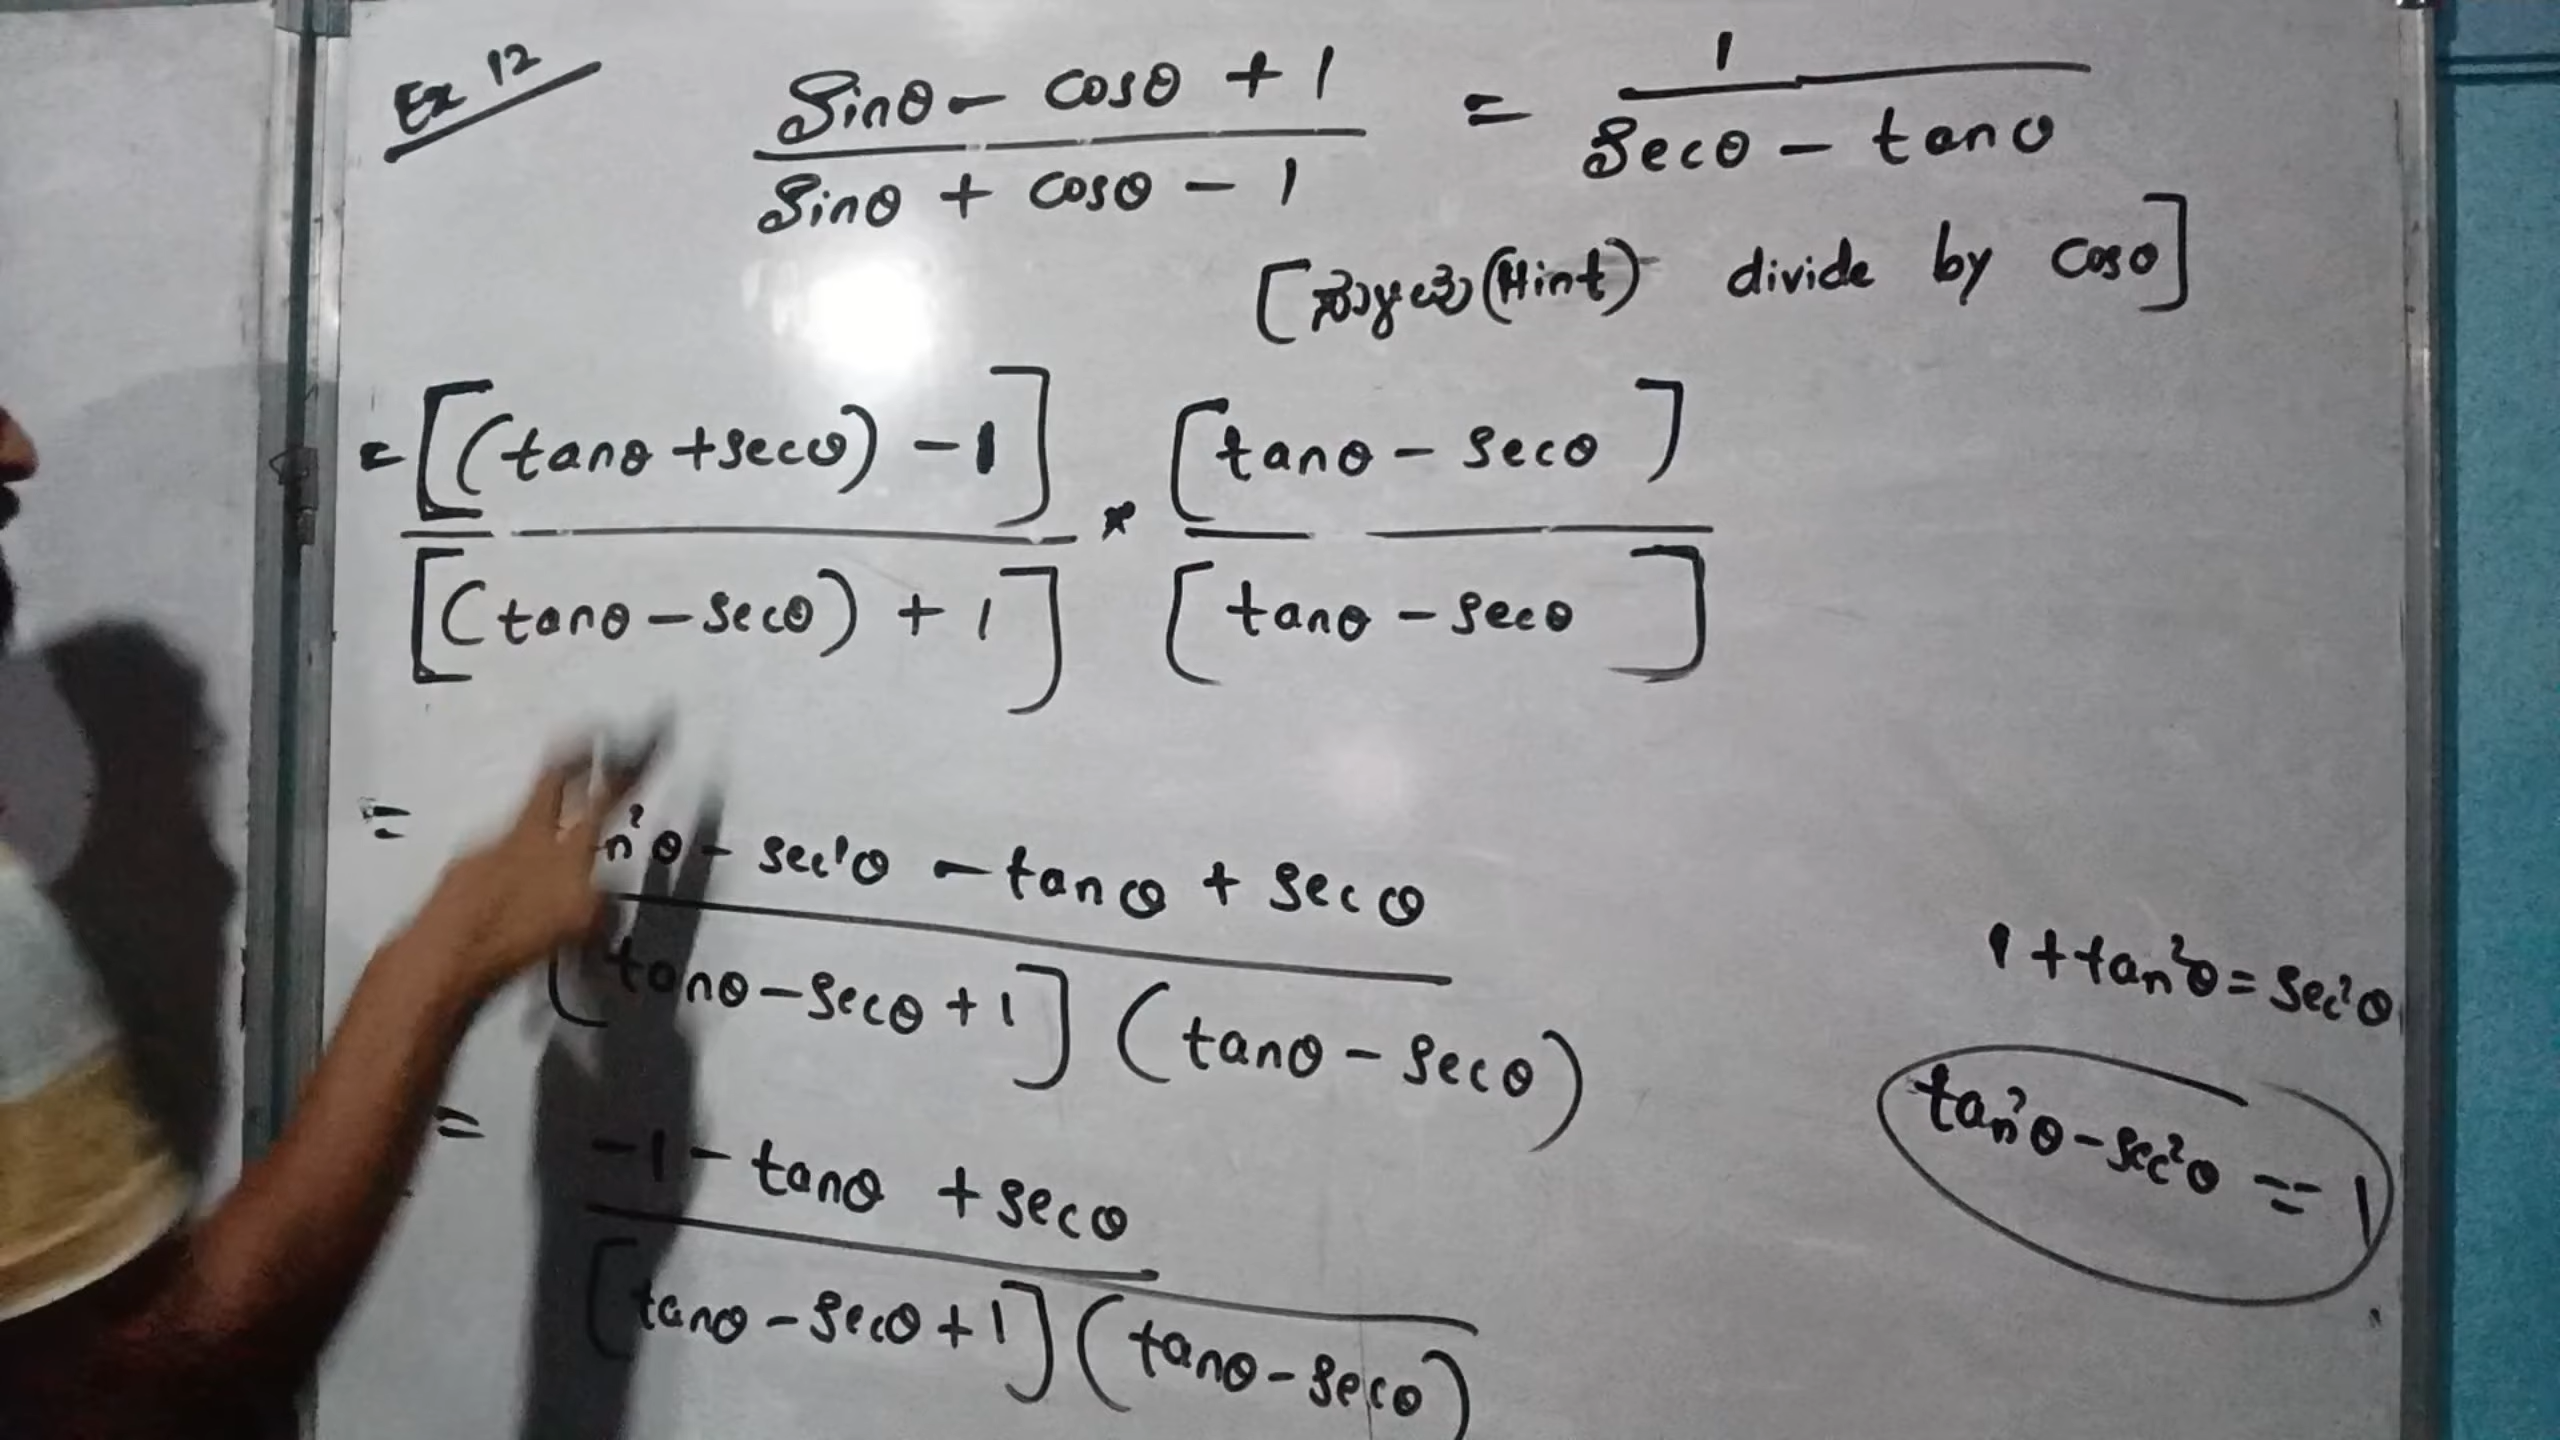 Ex 12
sinθ - cosθ + 1 / sinθ + cosθ - 1 = 1 / secθ - tanθ
[ (Hint) divide by cosθ]
= [(tanθ + secθ) - 1] / [(tanθ - secθ) + 1] * [tanθ - secθ] / [tanθ - secθ]
= n²θ - sec²θ - tanθ + secθ / [tanθ - secθ + 1] (tanθ - secθ)
1 + tan²θ = sec²θ
tan²θ - sec²θ = -1
= -1 - tanθ + secθ / [tanθ - secθ + 1] (tanθ - secθ)